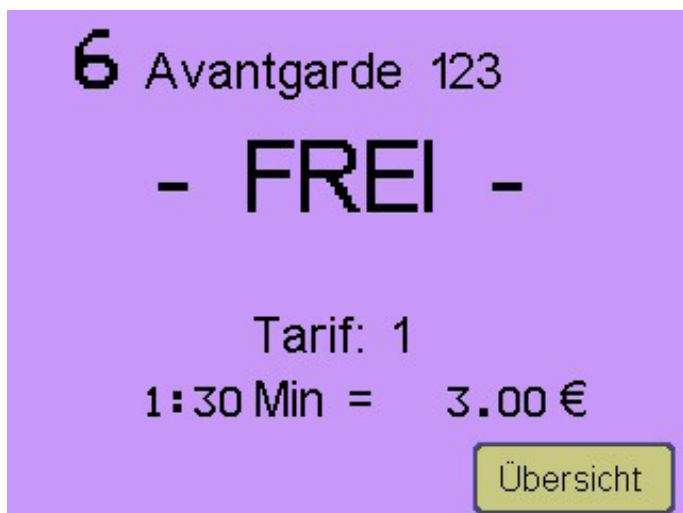 6 Avantgarde 123
- FREI -
Tarif: 1
1:30 Min = 3.00 €
Übersicht